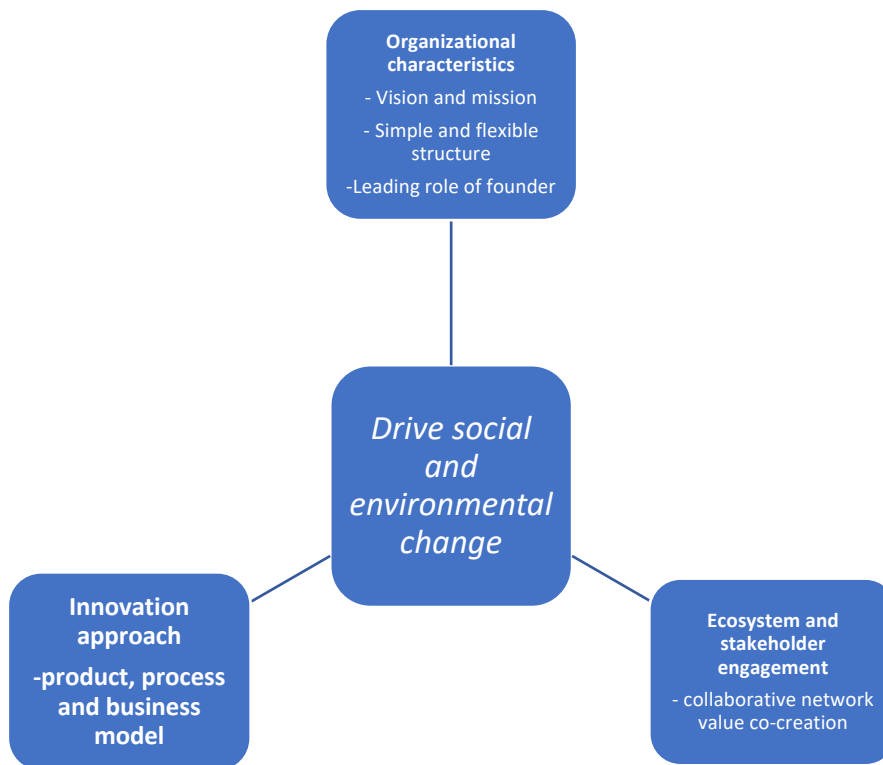 Organizational
characteristics
- Vision and mission
- Simple and flexible
structure
-Leading role of founder
Drive social
and
environmental
change
Innovation
approach
-product, process
and business
model
Ecosystem and
stakeholder
engagement
- collaborative network
value co-creation